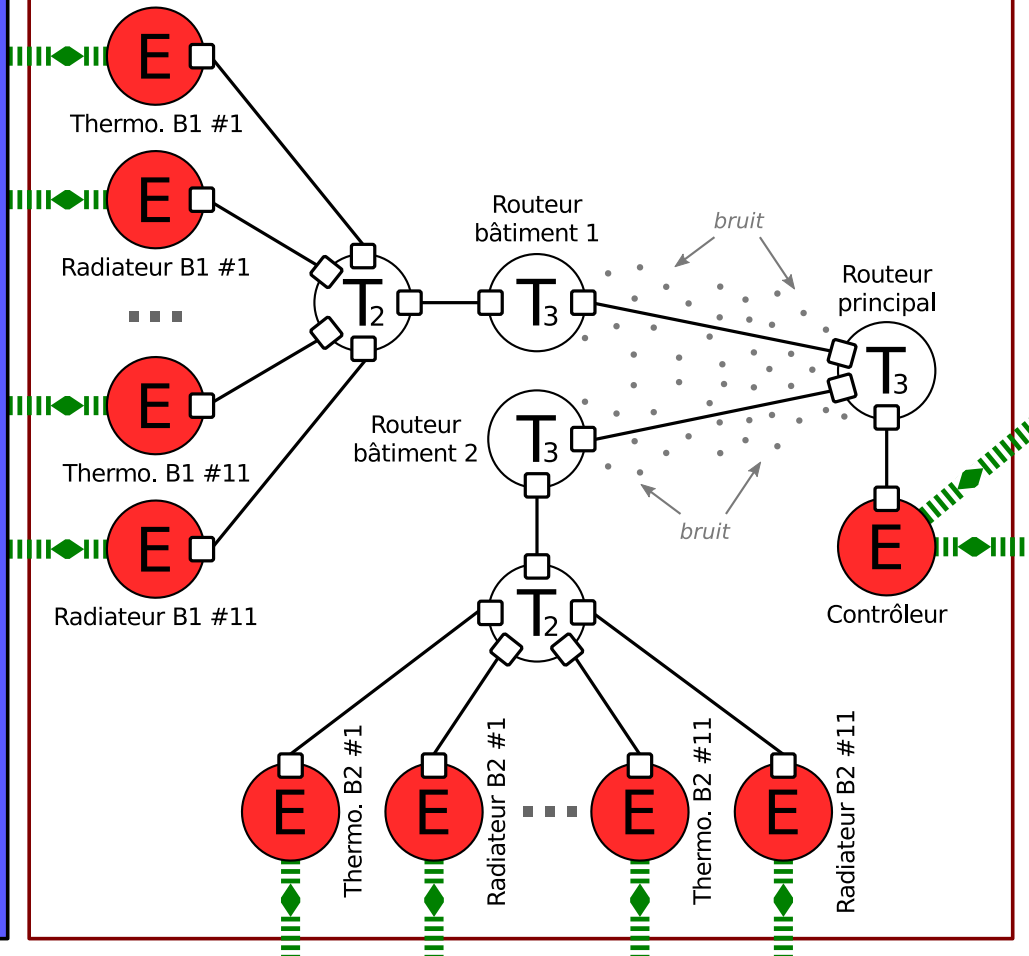 E
Thermo. B1 #1
E
Radiateur B1 #1
E
Thermo. B1 #11
E
Radiateur B1 #11
T2
Routeur
bâtiment 1
T3
bruit
Routeur
principal
T3
Routeur
bâtiment 2
T3
bruit
E
Contrôleur
T2
E
Thermo. B2 #1
E
Radiateur B2 #1
E
Thermo. B2 #11
E
Radiateur B2 #11